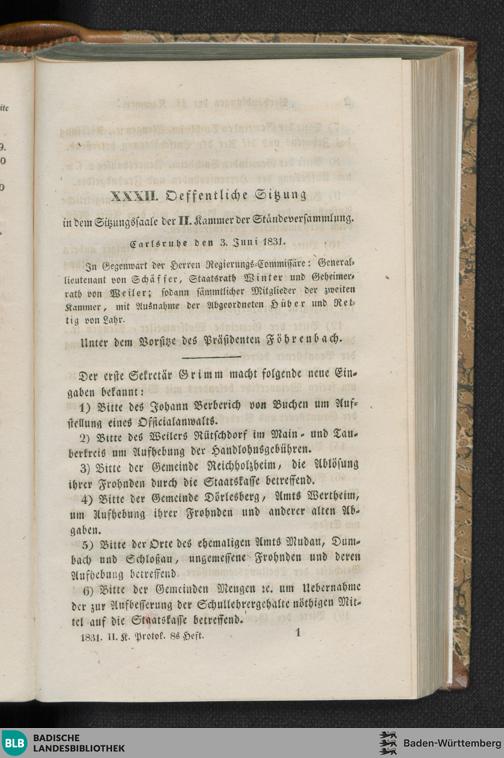 XXXII. Oeffentliche Sitzung
in dem Sitzungssaale der II. Kammer der Ständeversammlung.
Carlsruhe den 3. Juni 1831.
In Gegenwart der Herren Regierungs-Commissäre: General-
lieutenant von Schäffer, Staatsrath Winter und Geheimer-
rath von Weiler; sodann sämmtlicher Mitglieder der zweiten
Kammer, mit Ausnahme der Abgeordneten Hüber und Ret-
tig von Lahr.
Unter dem Vorsitze des Präsidenten Föhrenbach.
Der erste Sekretär Grimm macht folgende neue Ein-
gaben bekannt:
1) Bitte des Johann Berberich von Buchen um Auf-
stellung eines Officialanwalts.
2) Bitte des Weilers Rütschdorf im Main- und Tau-
berkreis um Aufhebung der Handlohnsgebühren.
3) Bitte der Gemeinde Reichholzheim, die Ablösung
ihrer Frohnden durch die Staatskasse betreffend.
4) Bitte der Gemeinde Dörlesberg, Amts Wertheim,
um Aufhebung ihrer Frohnden und anderer alten Ab-
gaben.
5) Bitte der Orte des ehemaligen Amts Mudau, Dum-
bach und Schloßau, ungemessene Frohnden und deren
Aufhebung betreffend
6) Bitte der Gemeinden Mengen ꝛc. um Uebernahme
der zur Aufbesserung der Schullehrergehalte nöthigen Mit-
tel auf die Staatskasse betreffend.
1831. II. K. Protok. 8s Heft. 1
BLB BADISCHE
LANDESBIBLIOTHEK
Baden-Württemberg